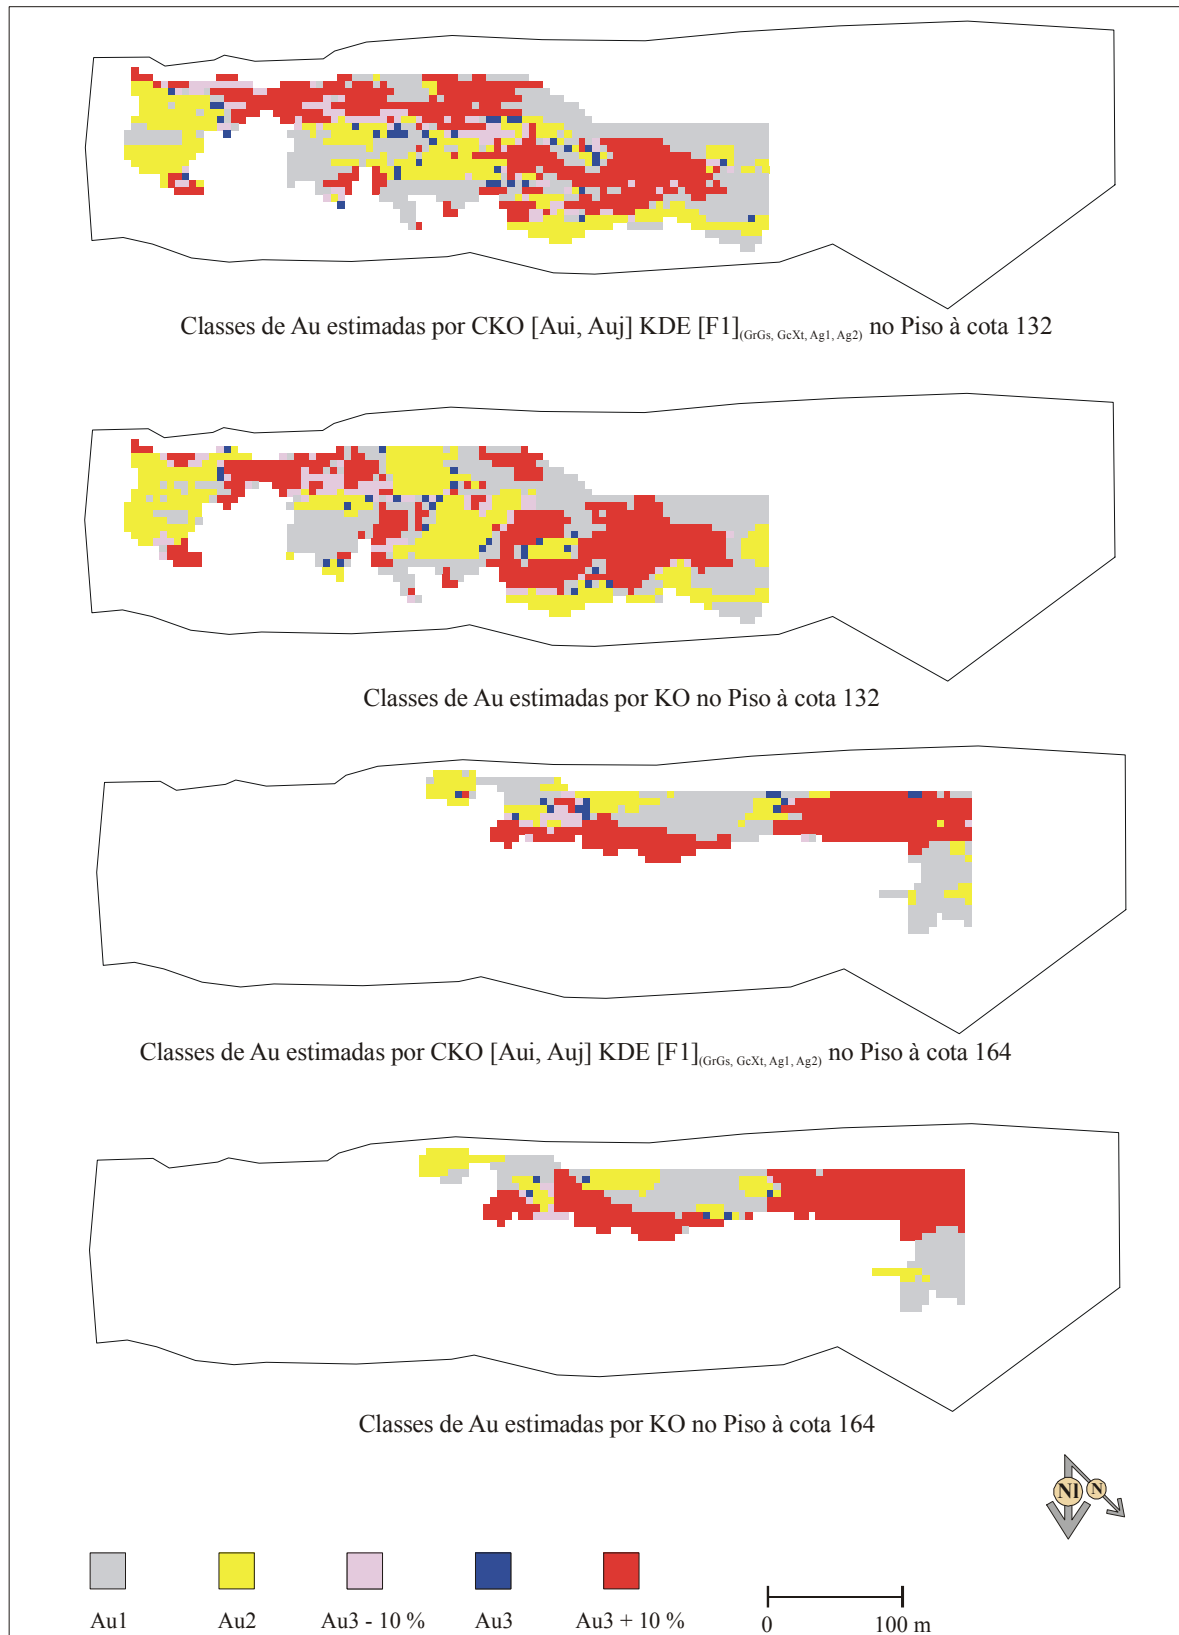 Classes de Au estimadas por CKO [Aui, Auj] KDE [F1](GrGs, GcXt, Ag1, Ag2) no Piso à cota 132
Classes de Au estimadas por KO no Piso à cota 132
Classes de Au estimadas por CKO [Aui, Auj] KDE [F1](GrGs, GcXt, Ag1, Ag2) no Piso à cota 164
Classes de Au estimadas por KO no Piso à cota 164
NI N
Au1 Au2 Au3 - 10 % Au3 Au3 + 10 %
0 100 m